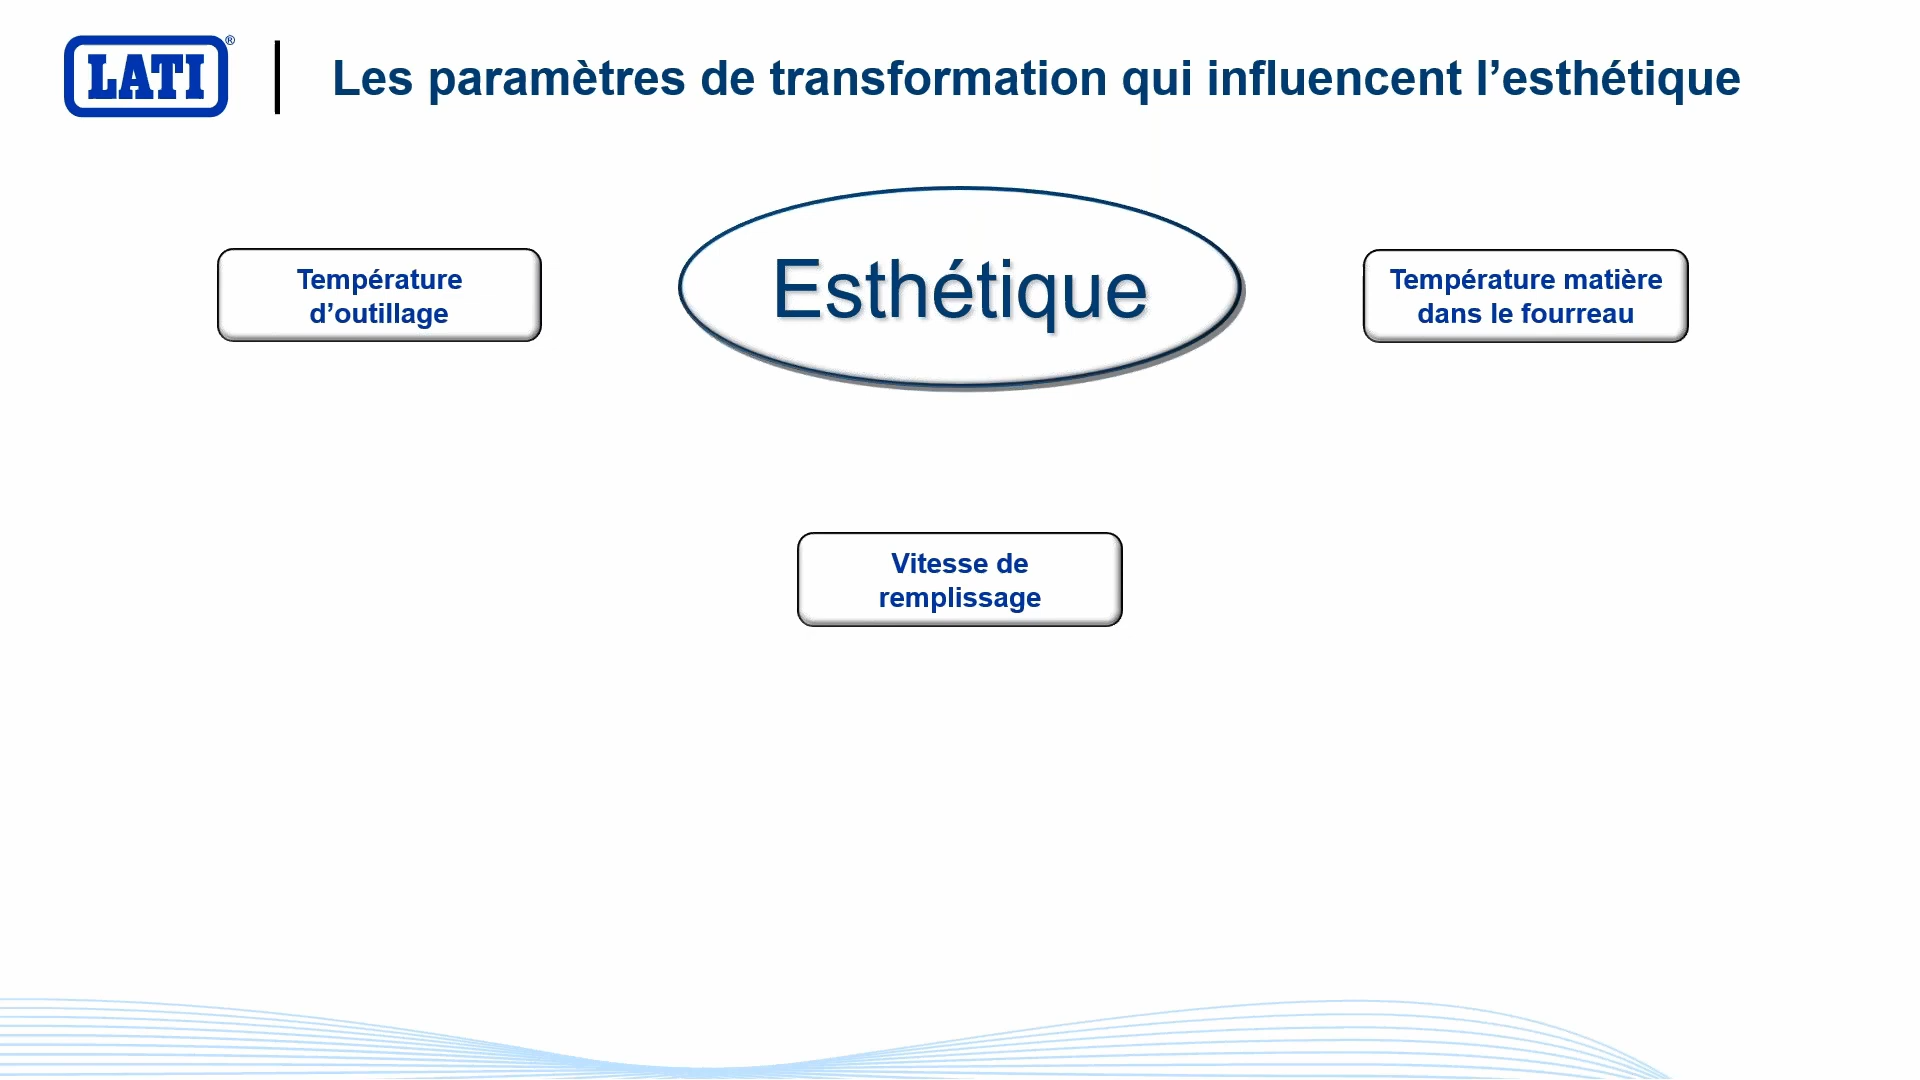 LATI®
Les paramètres de transformation qui influencent l’esthétique
Esthétique
Température
d’outillage
Température matière
dans le fourreau
Vitesse de
remplissage